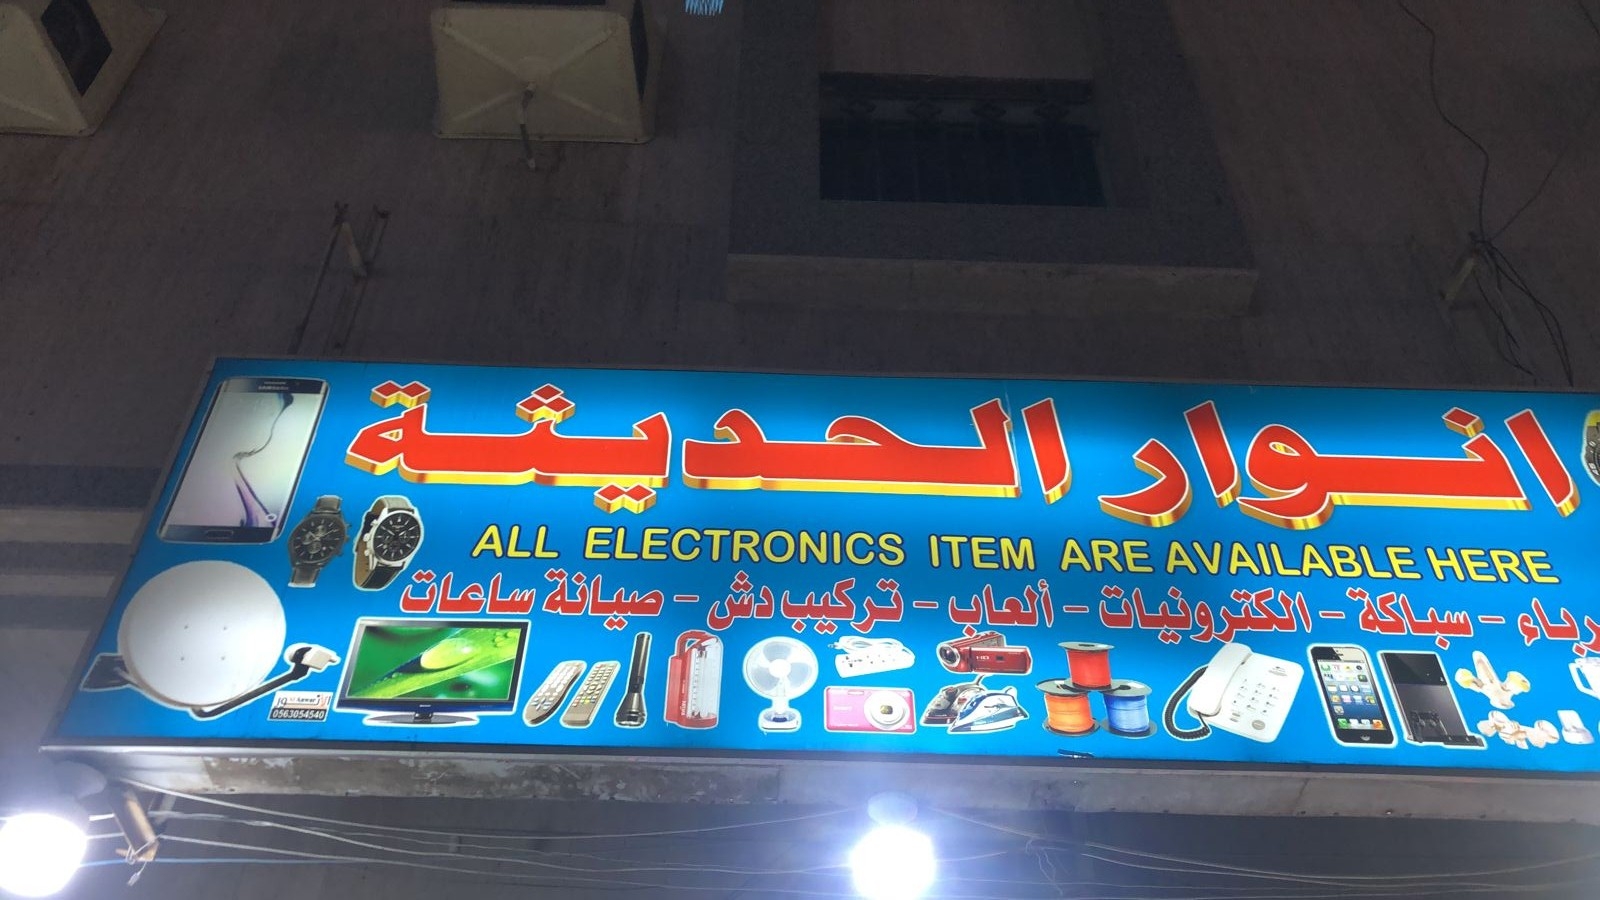 انوار الحديثة
ALL ELECTRONICS ITEM ARE AVAILABLE HERE
سباكة - الكترونيات - ألعاب - تركيب دش - صيانة ساعات
0563054540